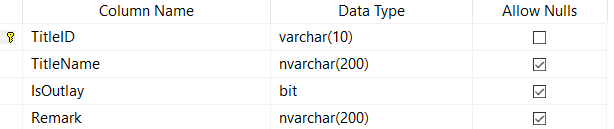 Column Name Data Type Allow Nulls
TitleID varchar(10)
TitleName nvarchar(200)
IsOutlay bit
Remark nvarchar(200)